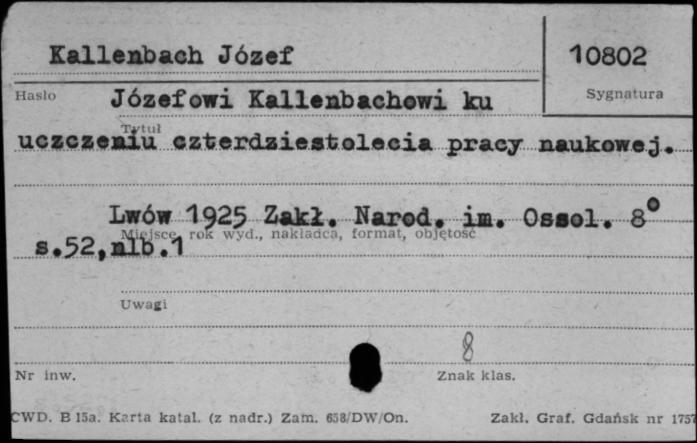 Kallenbach Józef
10802
Hasło
Sygnatura
Józefowi Kallenbachowi ku
Tytuł
uczczeniu czterdziestolecia pracy naukowej.
Lwów 1925 Zakł. Narod. im. Ossol. 8°
Miejsce, rok wyd., nakładca, format, objętość
s.52,nlb.1
Uwagi
8
Nr inw.
Znak klas.
CWD. B 15a. Karta katal. (z nadr.) Zam. 658/DW/On.
Zakł. Graf. Gdańsk nr 1757